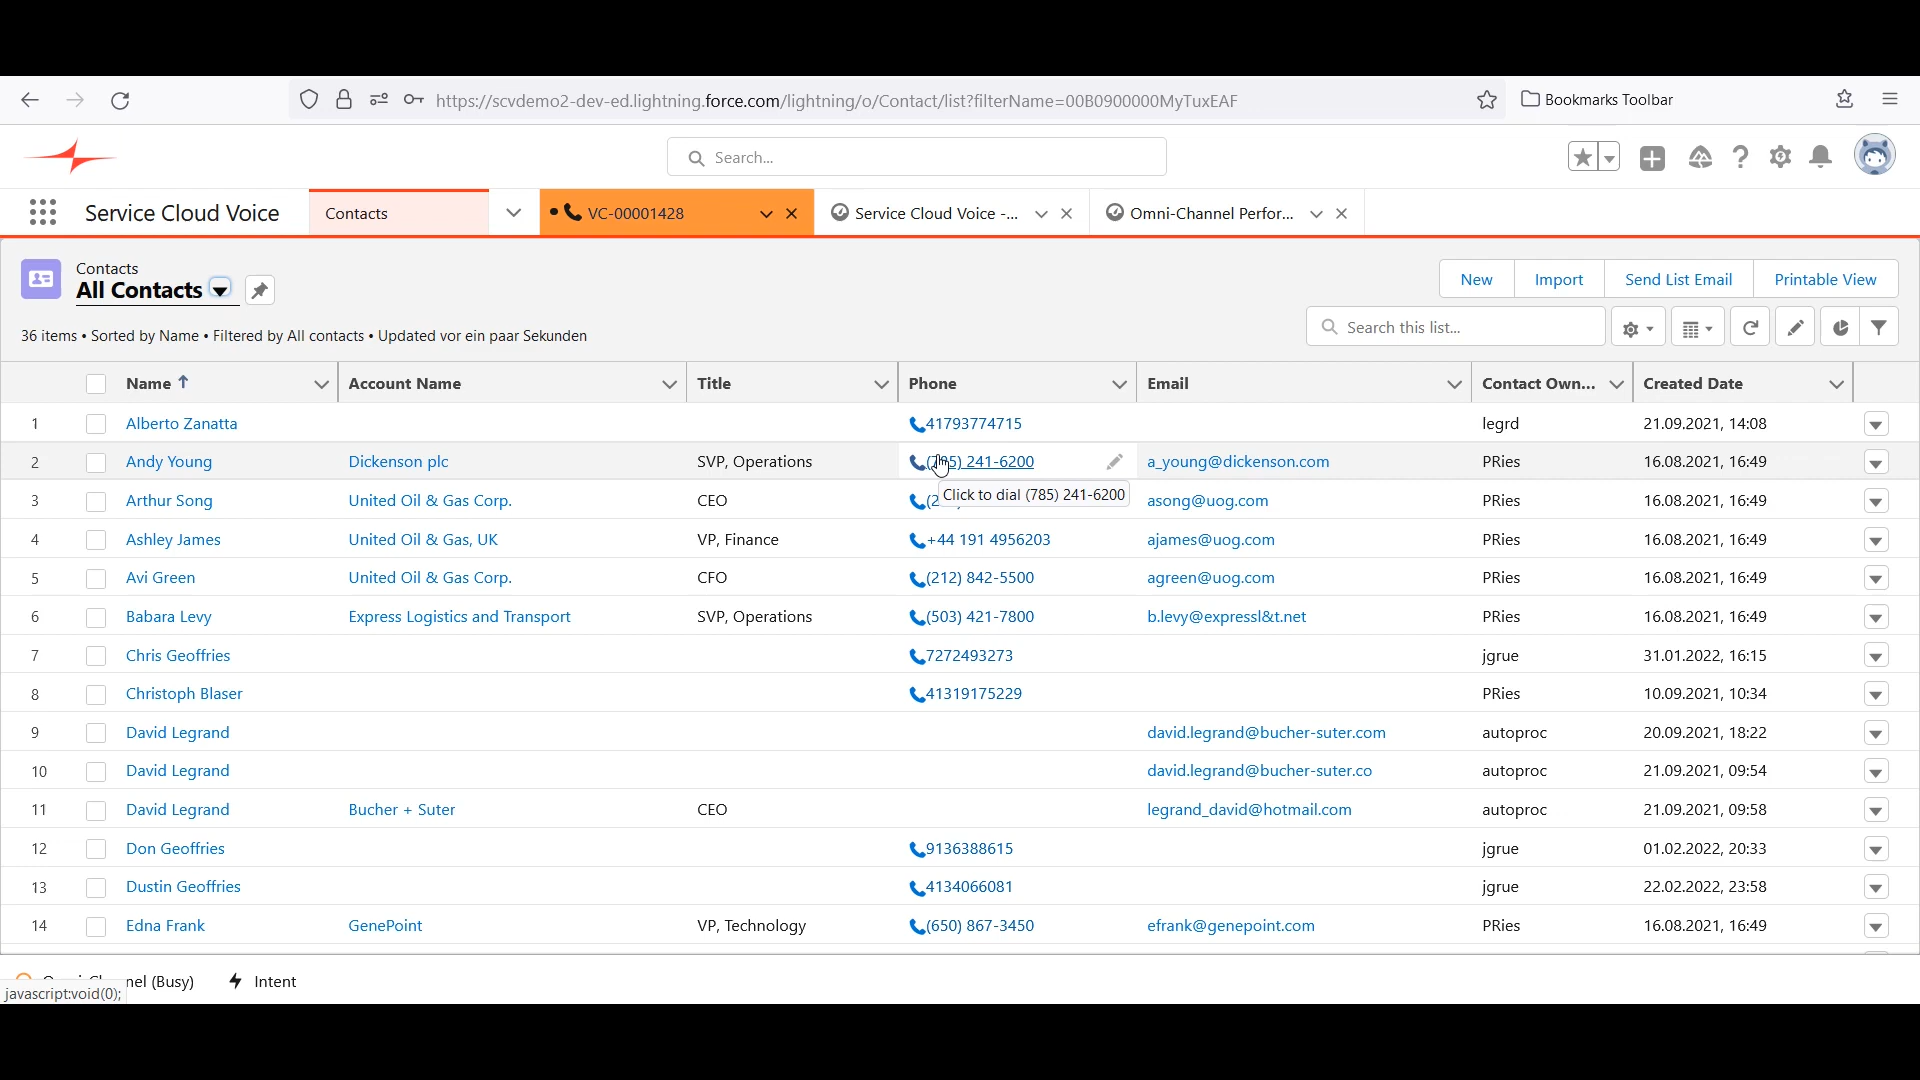 https://scvdemo2-dev-ed.lightning.force.com/lightning/o/Contact/list?filterName=00B0900000MyTuxEAF Bookmarks Toolbar
Search...
Service Cloud Voice Contacts VC-00001428 Service Cloud Voice -... Omni-Channel Perfor...
Contacts
All Contacts
New Import Send List Email Printable View
36 items • Sorted by Name • Filtered by All contacts • Updated vor ein paar Sekunden
Search this list...
Name Account Name Title Phone Email Contact Own... Created Date
1 Alberto Zanatta 41793774715 legrd 21.09.2021, 14:08
2 Andy Young Dickenson plc SVP, Operations 241-6200 a_young@dickenson.com PRies 16.08.2021, 16:49
Click to dial (785) 241-6200
3 Arthur Song United Oil & Gas Corp. CEO asong@uog.com PRies 16.08.2021, 16:49
4 Ashley James United Oil & Gas, UK VP, Finance +44 191 4956203 ajames@uog.com PRies 16.08.2021, 16:49
5 Avi Green United Oil & Gas Corp. CFO (212) 842-5500 agreen@uog.com PRies 16.08.2021, 16:49
6 Babara Levy Express Logistics and Transport SVP, Operations (503) 421-7800 b.levy@expressl&t.net PRies 16.08.2021, 16:49
7 Chris Geoffries 7272493273 jgrue 31.01.2022, 16:15
8 Christoph Blaser 41319175229 PRies 10.09.2021, 10:34
9 David Legrand david.legrand@bucher-suter.com autoproc 20.09.2021, 18:22
10 David Legrand david.legrand@bucher-suter.co autoproc 21.09.2021, 09:54
11 David Legrand Bucher + Suter CEO legrand_david@hotmail.com autoproc 21.09.2021, 09:58
12 Don Geoffries 9136388615 jgrue 01.02.2022, 20:33
13 Dustin Geoffries 4134066081 jgrue 22.02.2022, 23:58
14 Edna Frank GenePoint VP, Technology (650) 867-3450 efrank@genepoint.com PRies 16.08.2021, 16:49
(Busy) Intent
javascript:void(0);